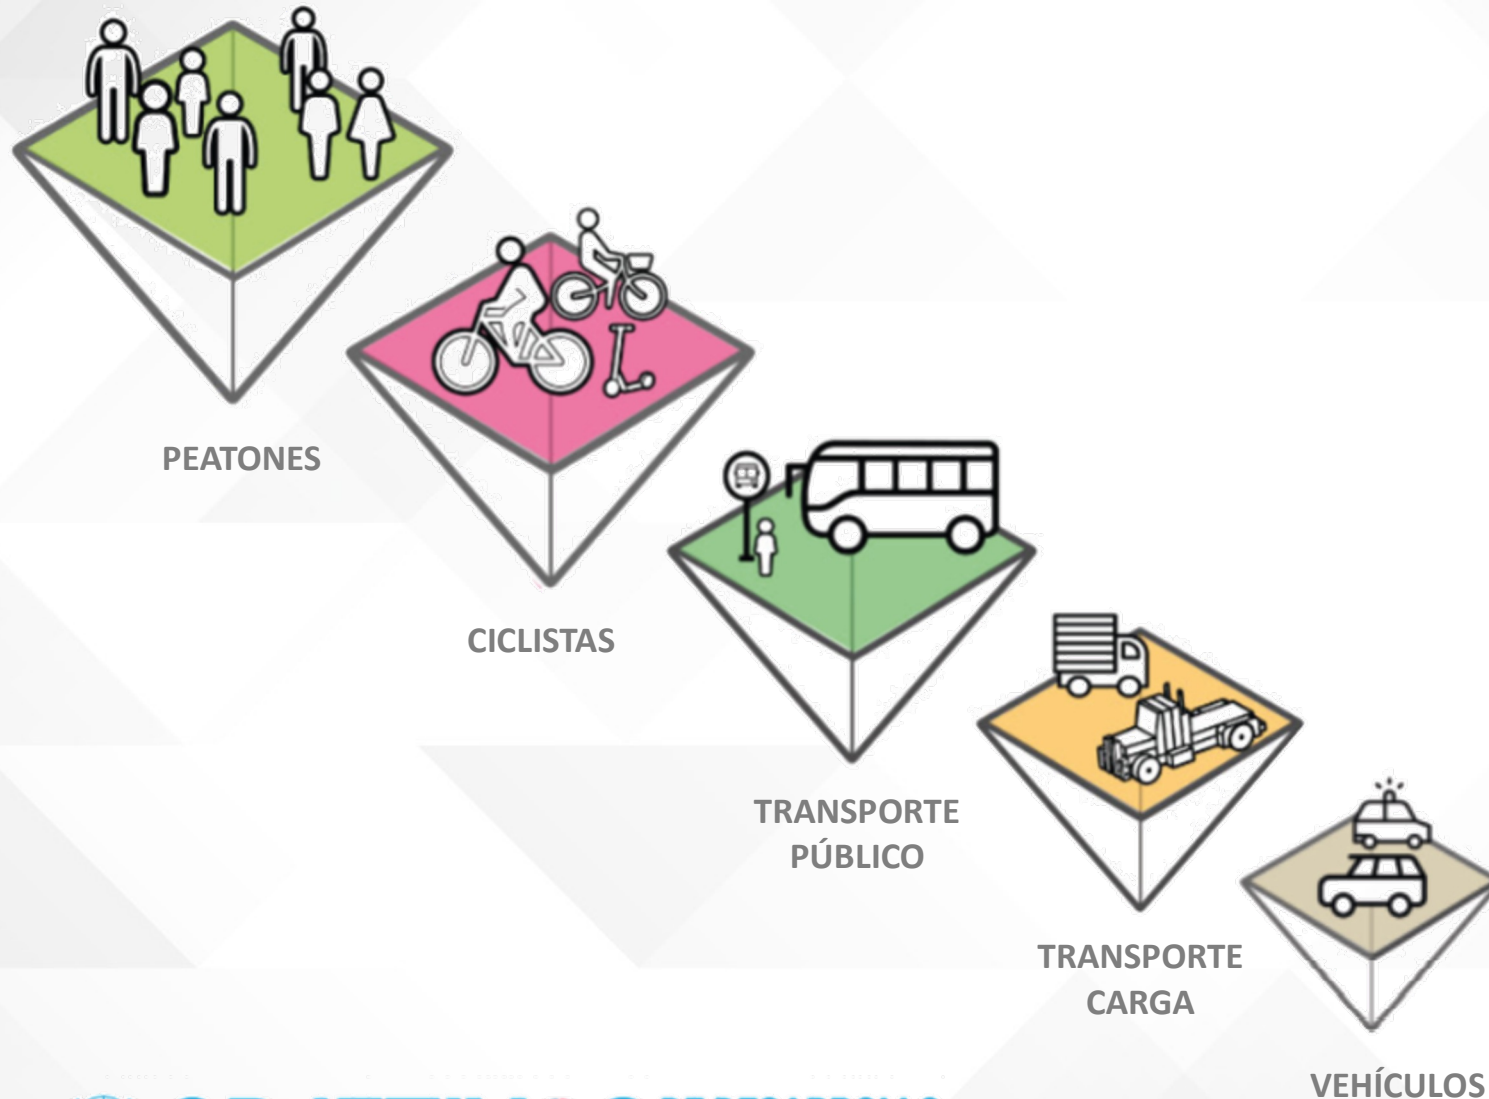 PEATONES
CICLISTAS
TRANSPORTE
PÚBLICO
TRANSPORTE
CARGA
VEHÍCULOS